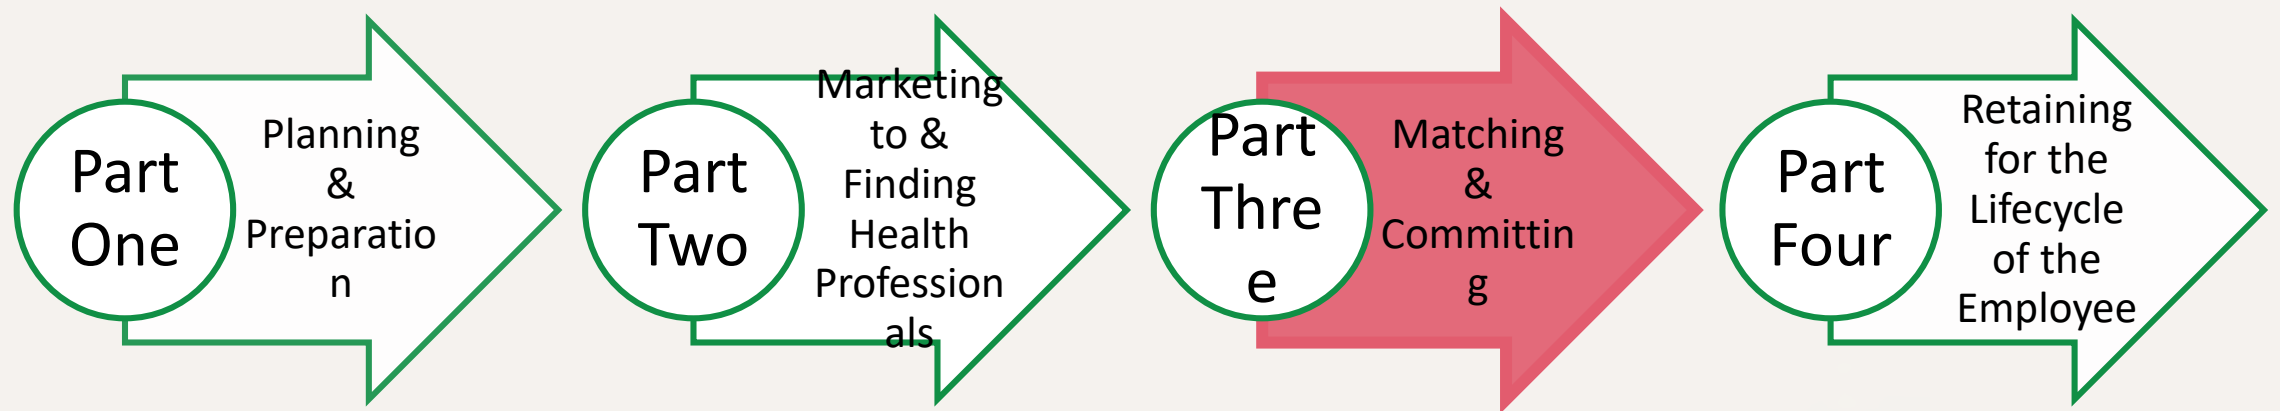 Part
One
Planning
&
Preparatio
n
Part
Two
Marketing
to &
Finding
Health
Profession
als
Part
Thre
e
Matching
&
Committin
g
Part
Four
Retaining
for the
Lifecycle
of the
Employee